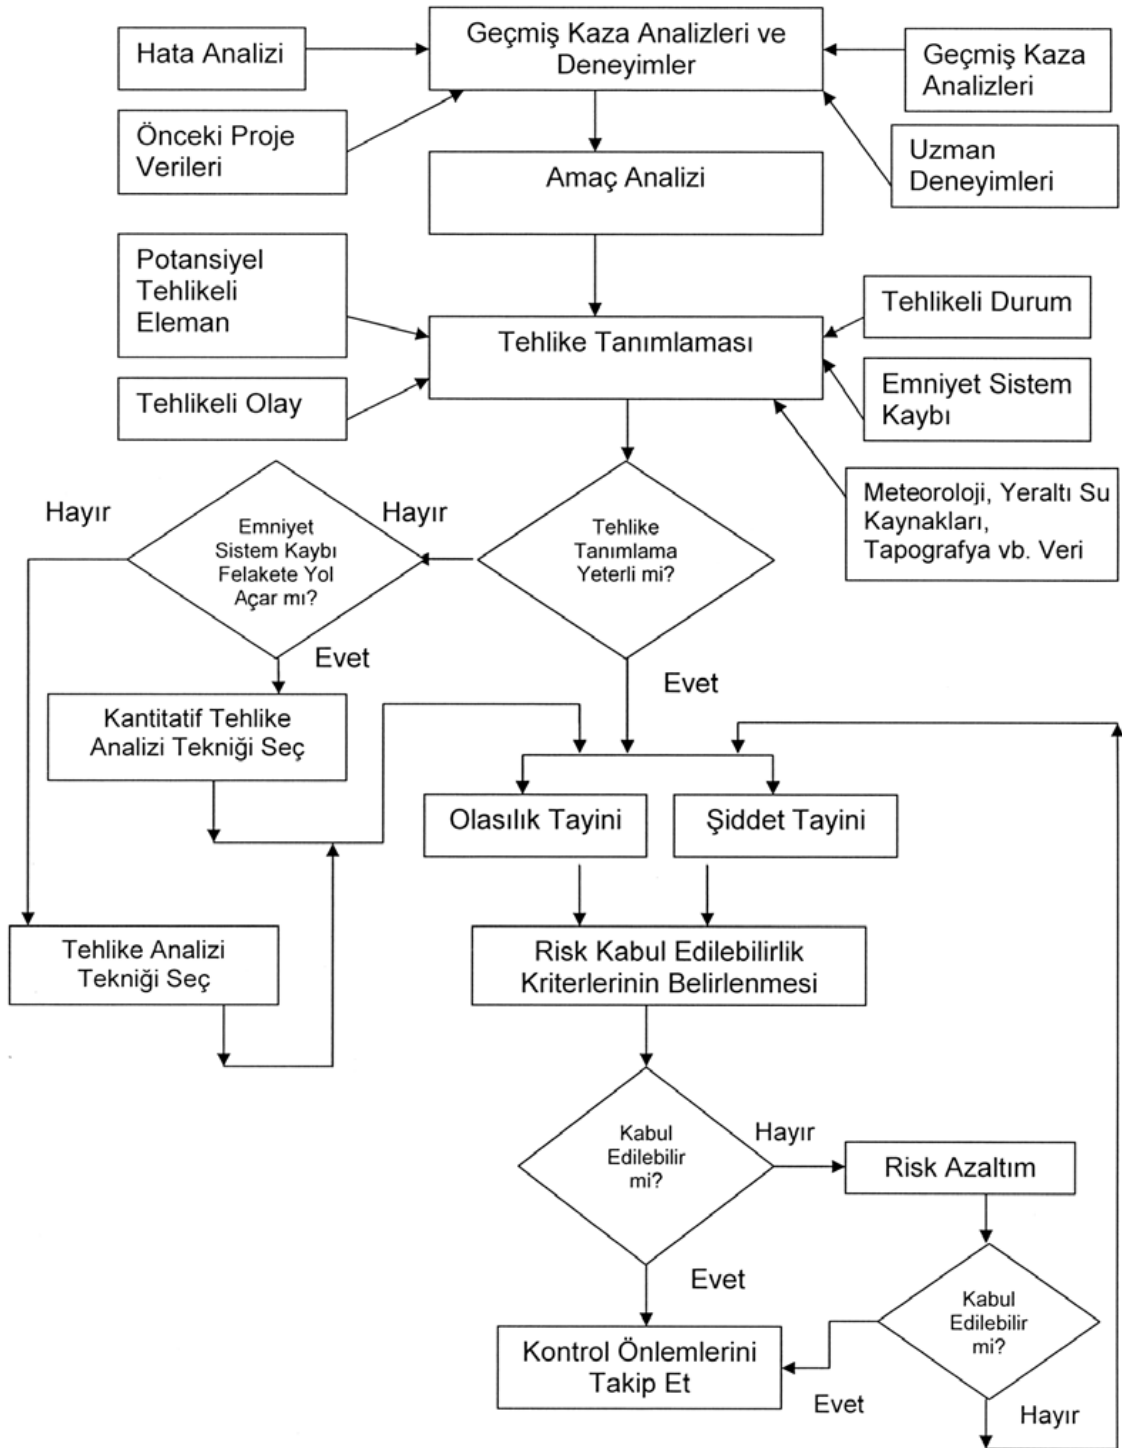 Hata Analizi
Geçmiş Kaza Analizleri ve
Deneyimler
Geçmiş Kaza
Analizleri
Önceki Proje
Verileri
Amaç Analizi
Uzman
Deneyimleri
Potansiyel
Tehlikeli
Eleman
Tehlike Tanımlaması
Tehlikeli Durum
Tehlikeli Olay
Emniyet Sistem
Kaybı
Meteoroloji, Yeraltı Su
Kaynakları,
Tapografya vb. Veri
Hayır
Emniyet
Sistem Kaybı
Felakete Yol
Açar mı?
Hayır
Tehlike
Tanımlama
Yeterli mi?
Evet
Evet
Kantitatif Tehlike
Analizi Tekniği Seç
Olasılık Tayini
Şiddet Tayini
Tehlike Analizi
Tekniği Seç
Risk Kabul Edilebilirlik
Kriterlerinin Belirlenmesi
Kabul
Edilebilir
mi?
Hayır
Risk Azaltım
Evet
Kabul
Edilebilir
mi?
Kontrol Önlemlerini
Takip Et
Evet
Hayır